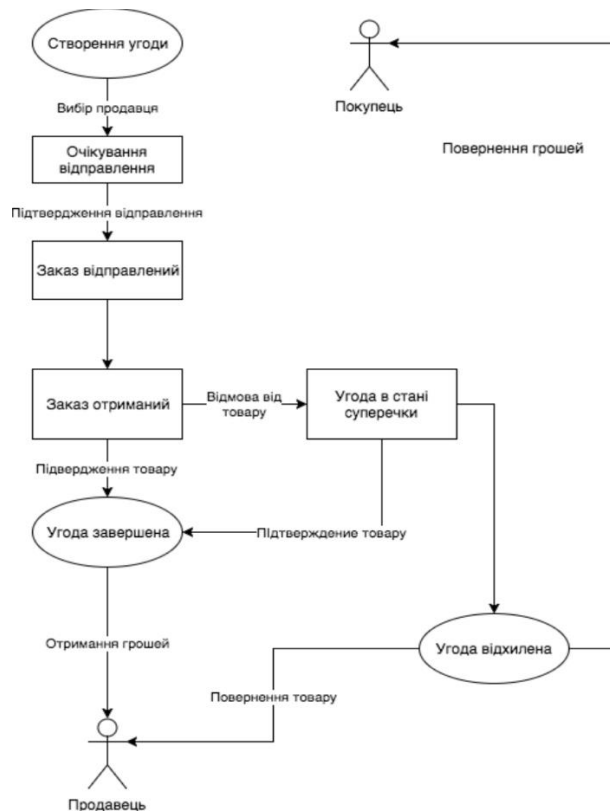 Створення угоди
Покупець
Вибір продавця
Очікування
відправлення
Повернення грошей
Підтвердження відправлення
Заказ відправлений
Заказ отриманий
Відмова від
товару
Угода в стані
суперечки
Підвердження товару
Угода завершена
ПІдтверждение товару
Отримання грошей
Угода відхилена
Повернення товару
Продавець